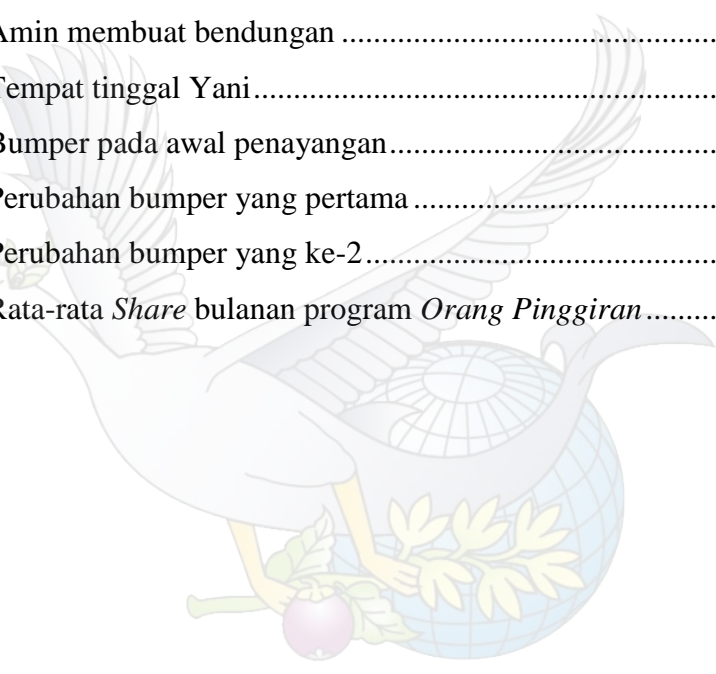 Amin membuat bendungan ................................................
Tempat tinggal Yani............................................................
Bumper pada awal penayangan..........................................
Perubahan bumper yang pertama .......................................
Perubahan bumper yang ke-2.............................................
Rata-rata Share bulanan program Orang Pinggiran.........